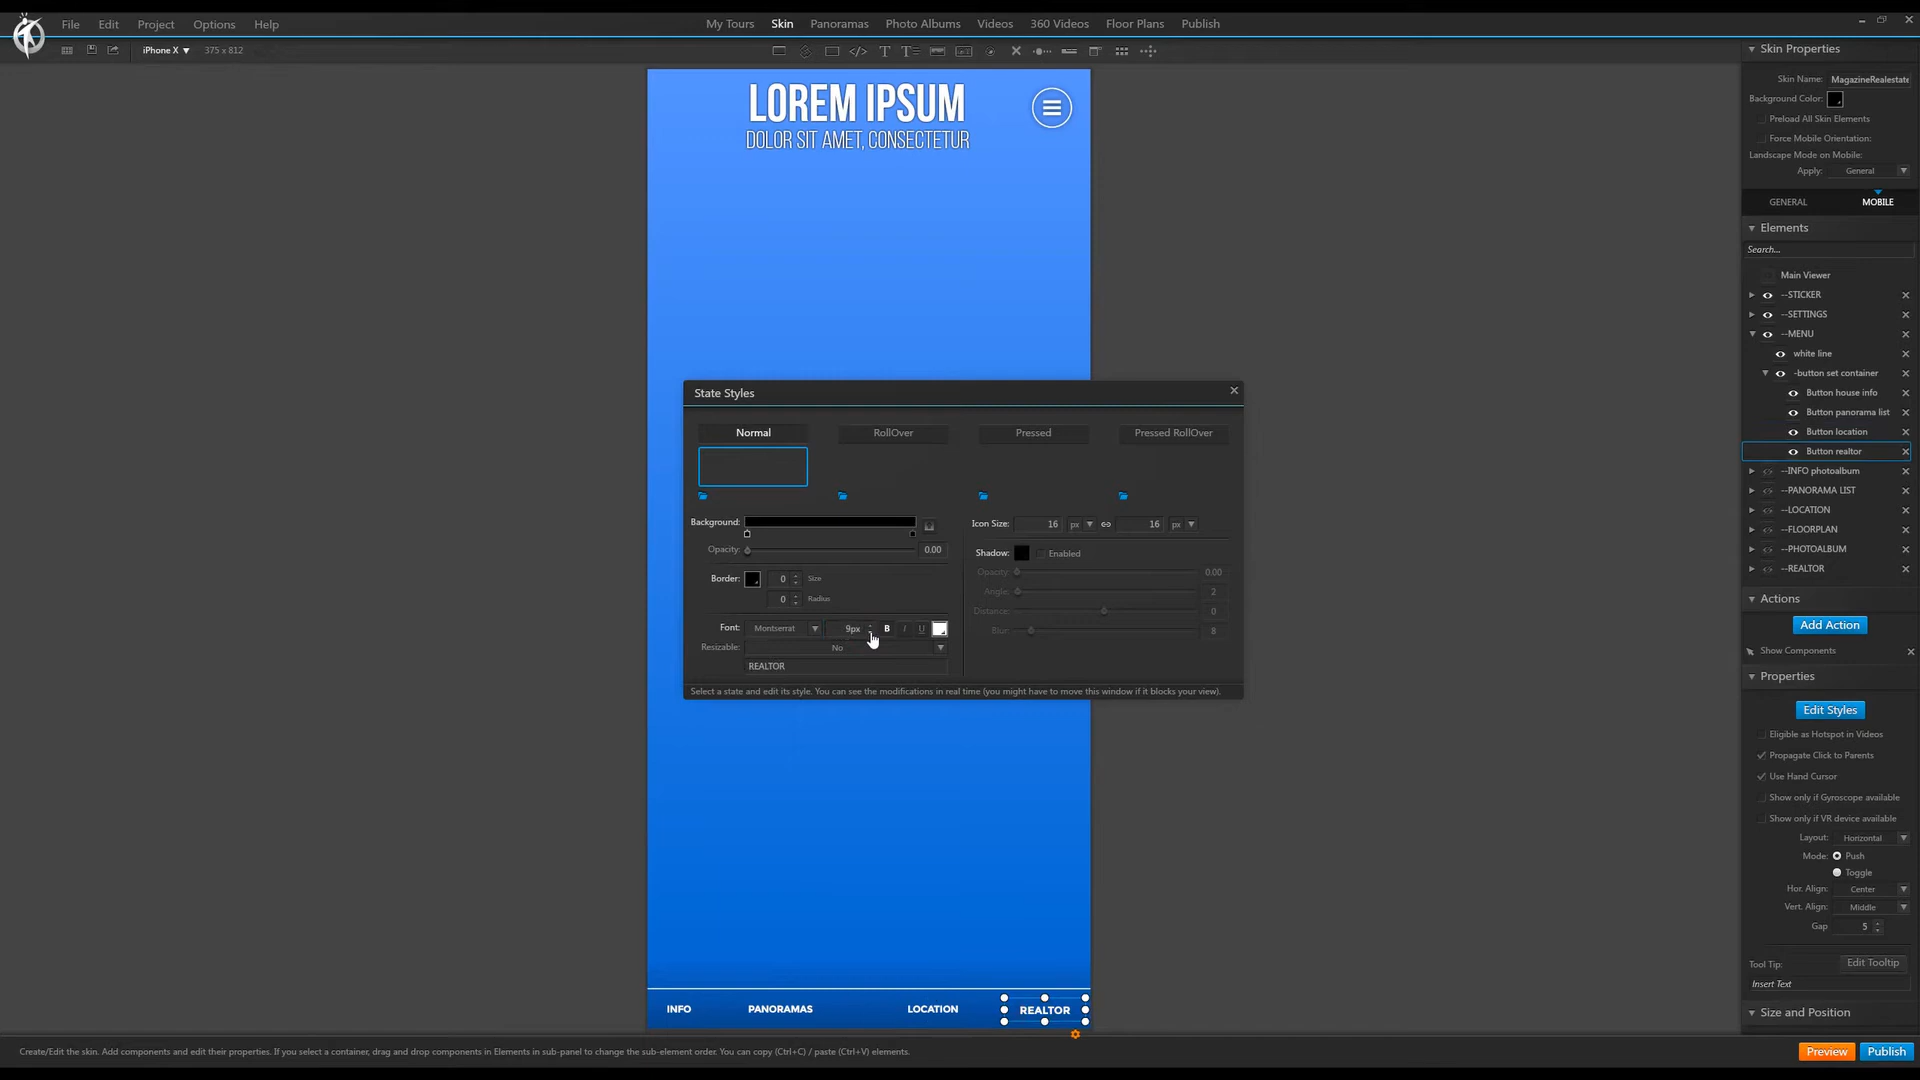 File Edit Project Options Help
My Tours Skin Panoramas Photo Albums Videos 360 Videos Floor Plans Publish
iPhone X 375 x 812
Skin Properties
Skin Name: MagazineRealestate
Background Color:
Preload All Skin Elements
Force Mobile Orientation:
Landscape Mode on Mobile:
Apply: General
GENERAL MOBILE
Elements
Search...
Main Viewer
--STICKER
--SETTINGS
--MENU
white line
-button set container
Button house info
Button panorama list
Button location
Button realtor
--INFO photoalbum
--PANORAMA LIST
--LOCATION
--FLOORPLAN
--PHOTOALBUM
--REALTOR
Actions
Add Action
Show Components
Properties
Edit Styles
Eligible as Hotspot in Videos
Propagate Click to Parents
Use Hand Cursor
Show only if Gyroscope available
Show only if VR device available
Layout: Horizontal
Mode: Push
Toggle
Hor. Align: Center
Vert. Align: Middle
Gap 5
Tool Tip: Edit Tooltip
Insert Text
Size and Position
LOREM IPSUM
DOLOR SIT AMET, CONSECTETUR
State Styles
Normal RollOver Pressed Pressed RollOver
Background:
Opacity: 0.00
Border: 0 Size
0 Radius
Font: Montserrat 9px B I U
Resizable: No
REALTOR
Icon Size: 16 px 16 px
Shadow: Enabled
Opacity: 0.00
Angle: 2
Distance: 0
Blur: 8
Select a state and edit its style. You can see the modifications in real time (you might have to move this window if it blocks your view).
INFO PANORAMAS LOCATION REALTOR
Create/Edit the skin. Add components and edit their properties. If you select a container, drag and drop components in Elements in sub-panel to change the sub-element order. You can copy (Ctrl+C) / paste (Ctrl+V) elements.
Preview Publish